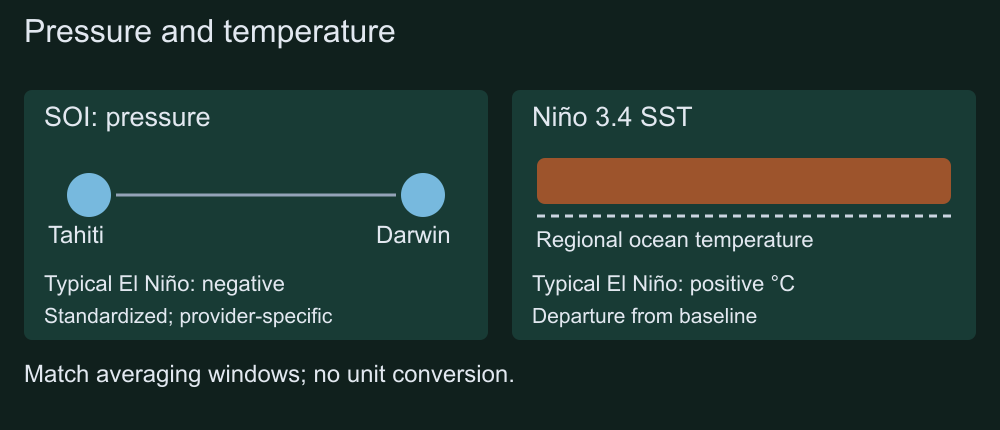 Pressure and temperature
SOI: pressure
Tahiti
Darwin
Typical El Niño: negative
Standardized; provider-specific
Niño 3.4 SST
Regional ocean temperature
Typical El Niño: positive °C
Departure from baseline
Match averaging windows; no unit conversion.